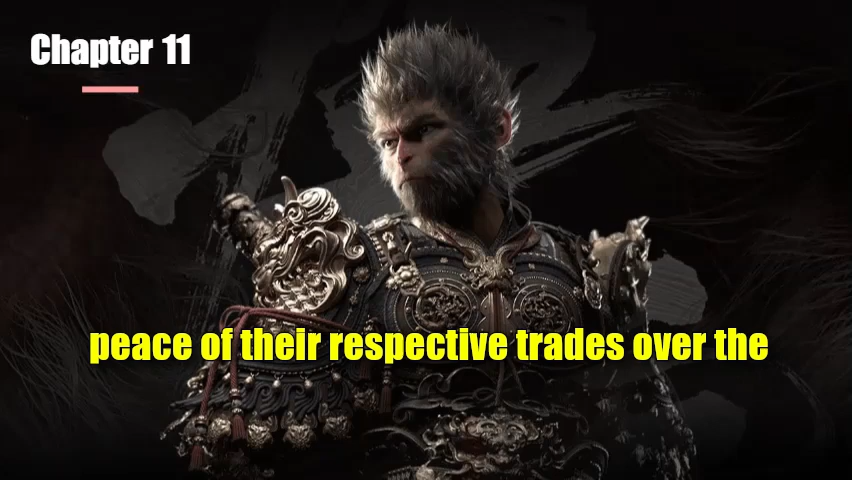 Chapter 11
peace of their respective trades over the